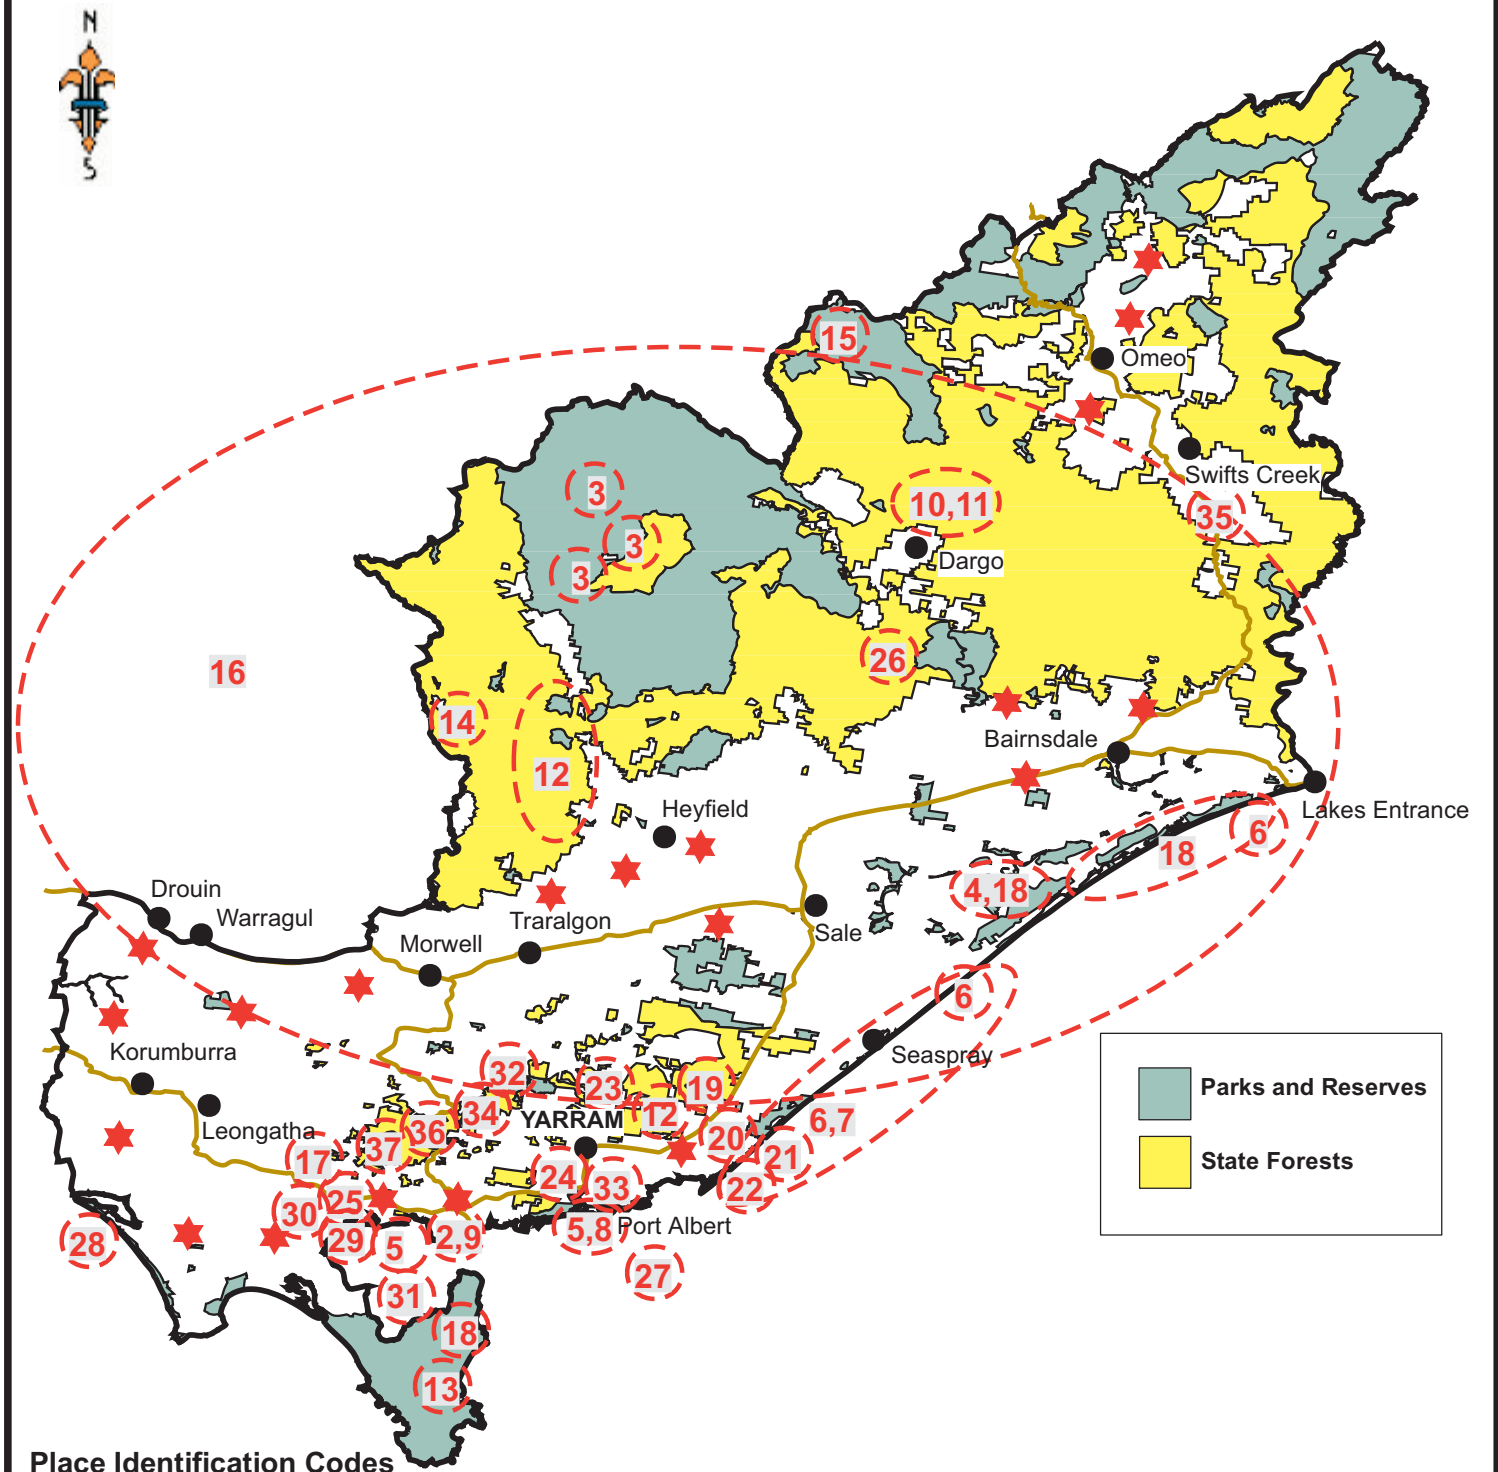 N
S
15
Omeo
3
Swifts Creek
10,11
35
3
Dargo
3
26
16
14
Bairnsdale
12
Lakes Entrance
Heyfield
6
18
4,18
Drouin
Warragul
Traralgon
Sale
Morwell
6
Korumburra
Seaspray
32
23
19
Parks and Reserves
34
YARRAM
12
6,7
Leongatha
36
37
20
17
21
State Forests
24
33
22
25
30
Port Albert
28
29
5
2,9
5,8
27
31
18
13
Place Identification Codes